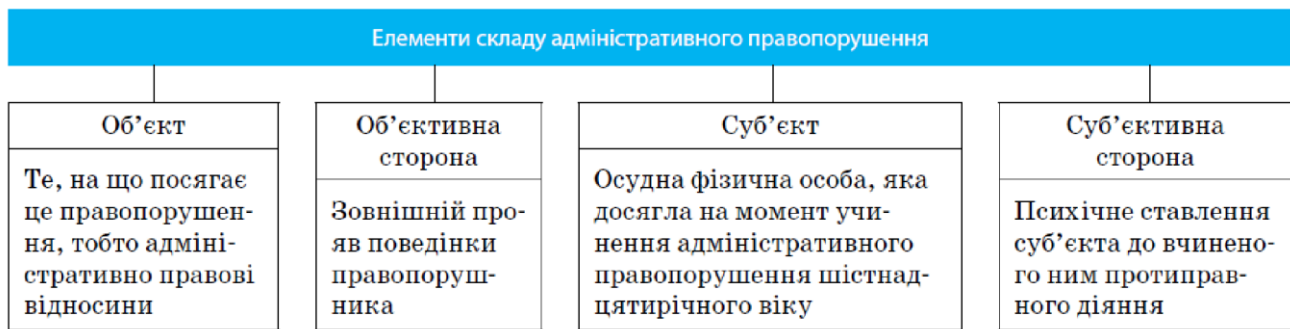 Елементи складу адміністративного правопорушення
Об’єкт
Те, на що посягає
це правопорушен-
ня, тобто адміні-
стративно правові
відносини
Об’єктивна
сторона
Зовнішній про-
яв поведінки
правопоруш-
ника
Суб’єкт
Осудна фізична особа, яка
досягла на момент учи-
нення адміністративного
правопорушення шістнад-
цятирічного віку
Суб’єктивна
сторона
Психічне ставлення
суб’єкта до вчинено-
го ним протиправ-
ного діяння